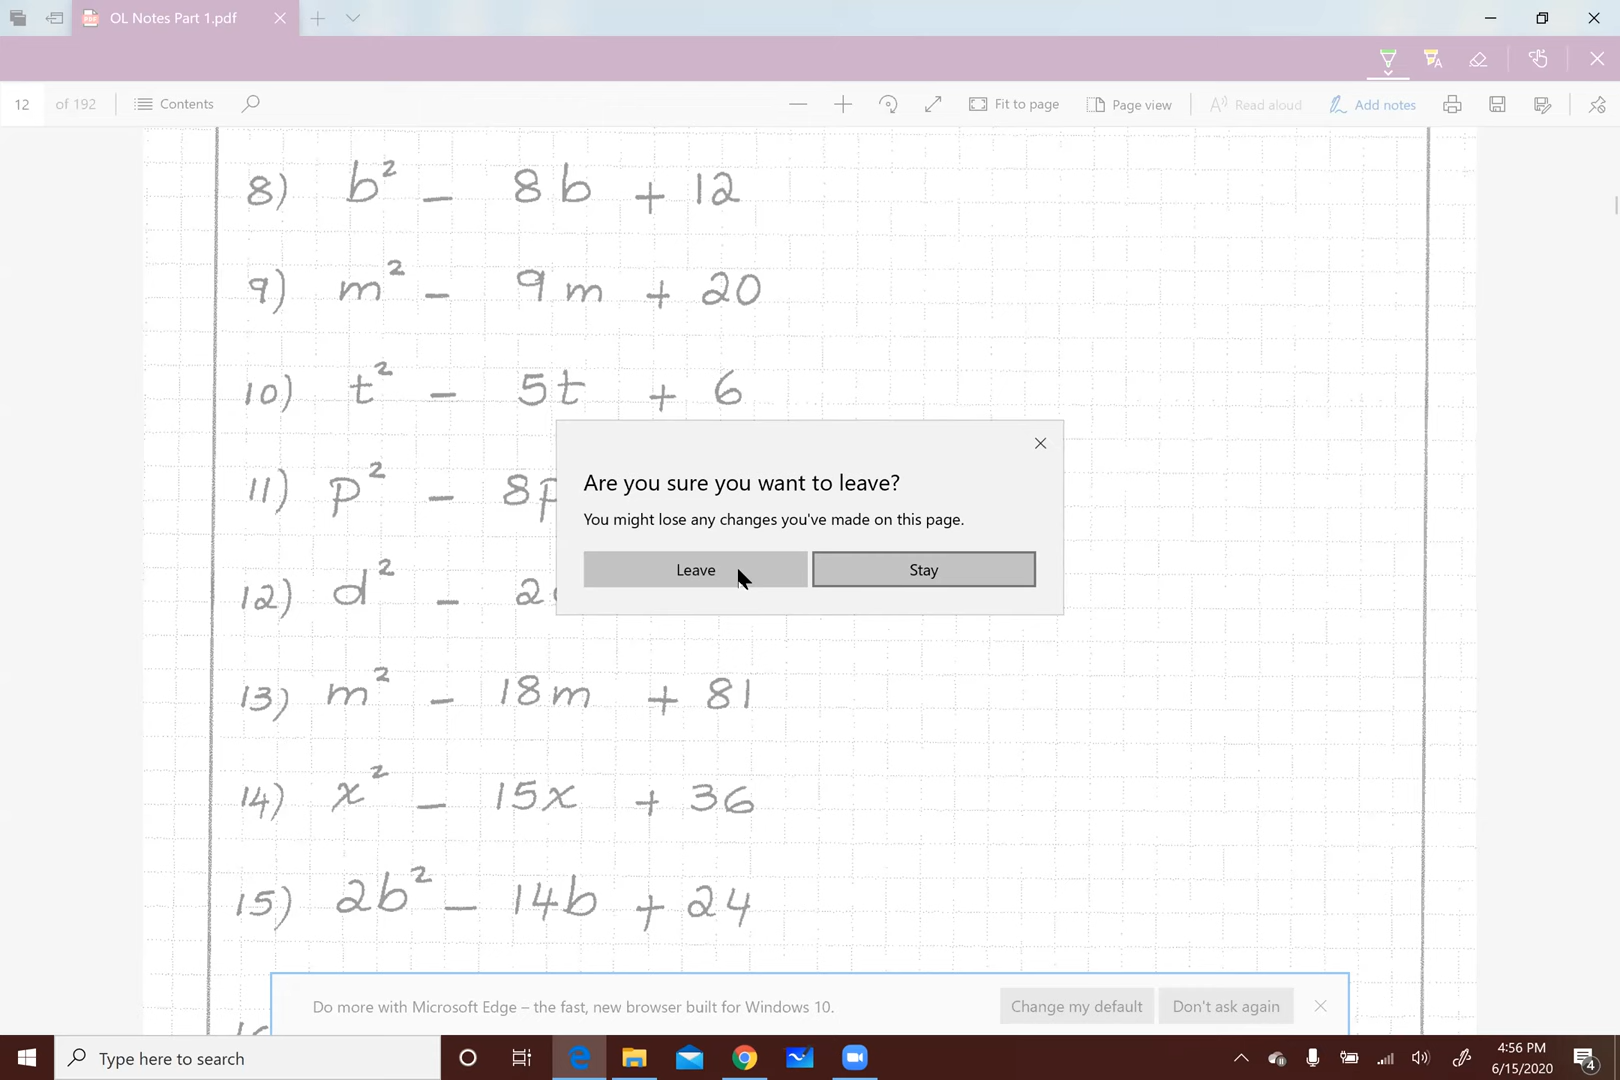 OL Notes Part 1.pdf
12 of 192 Contents Fit to page Page view Read aloud Add notes
8) b² - 8b + 12
9) m² - 9m + 20
10) t² - 5t + 6
11) p² - 8p
12) d² - 2
13) m² - 18m + 81
14) x² - 15x + 36
15) 2b² - 14b + 24
Are you sure you want to leave?
You might lose any changes you've made on this page.
Leave Stay
Do more with Microsoft Edge – the fast, new browser built for Windows 10. Change my default Don't ask again
Type here to search
4:56 PM
6/15/2020
4